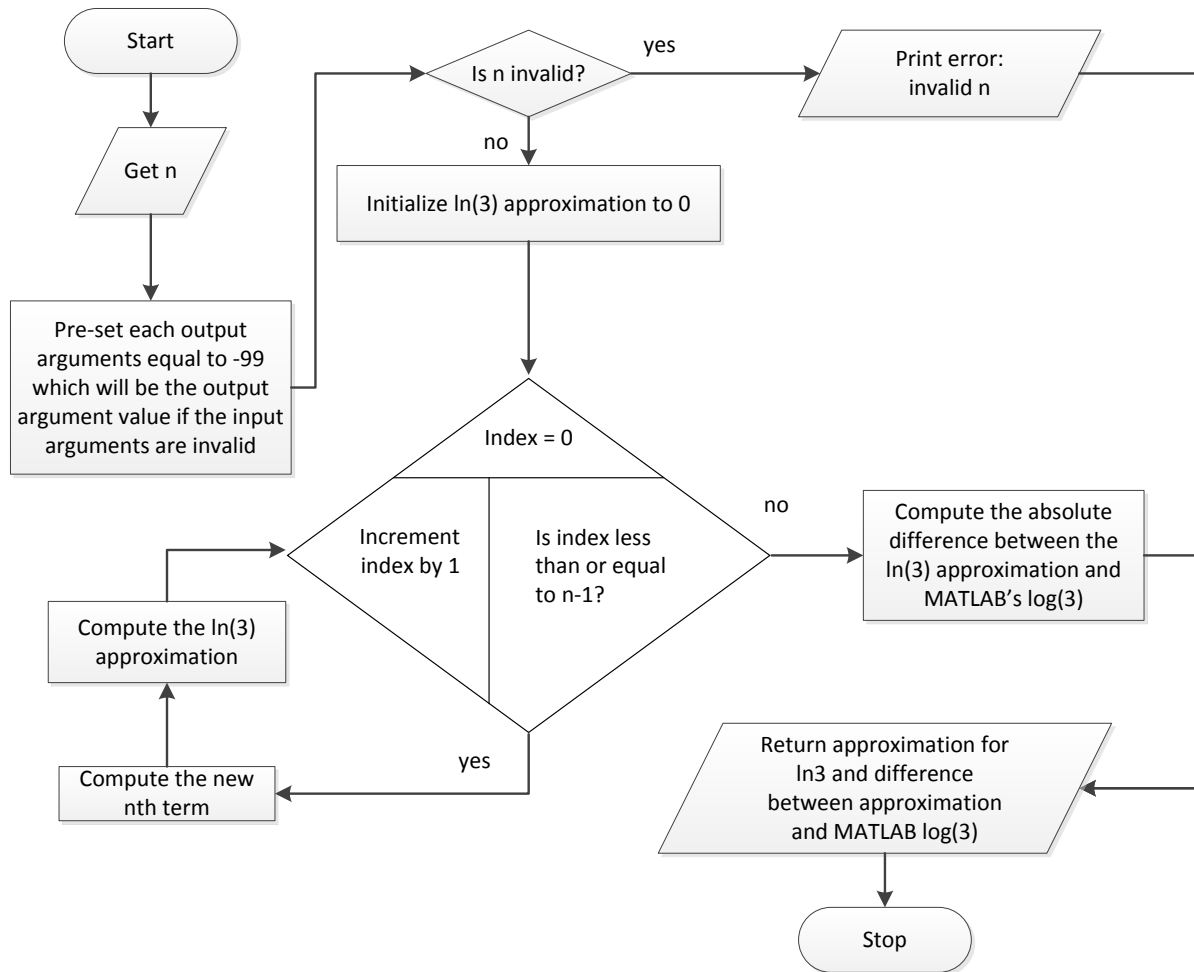 Start
Get n
Pre-set each output
arguments equal to -99
which will be the output
argument value if the input
arguments are invalid
Is n invalid?
yes
Print error:
invalid n
no
Initialize ln(3) approximation to 0
Index = 0
Increment
index by 1
Is index less
than or equal
to n-1?
no
Compute the absolute
difference between the
ln(3) approximation and
MATLAB’s log(3)
yes
Compute the new
nth term
Compute the ln(3)
approximation
Return approximation for
ln3 and difference
between approximation
and MATLAB log(3)
Stop